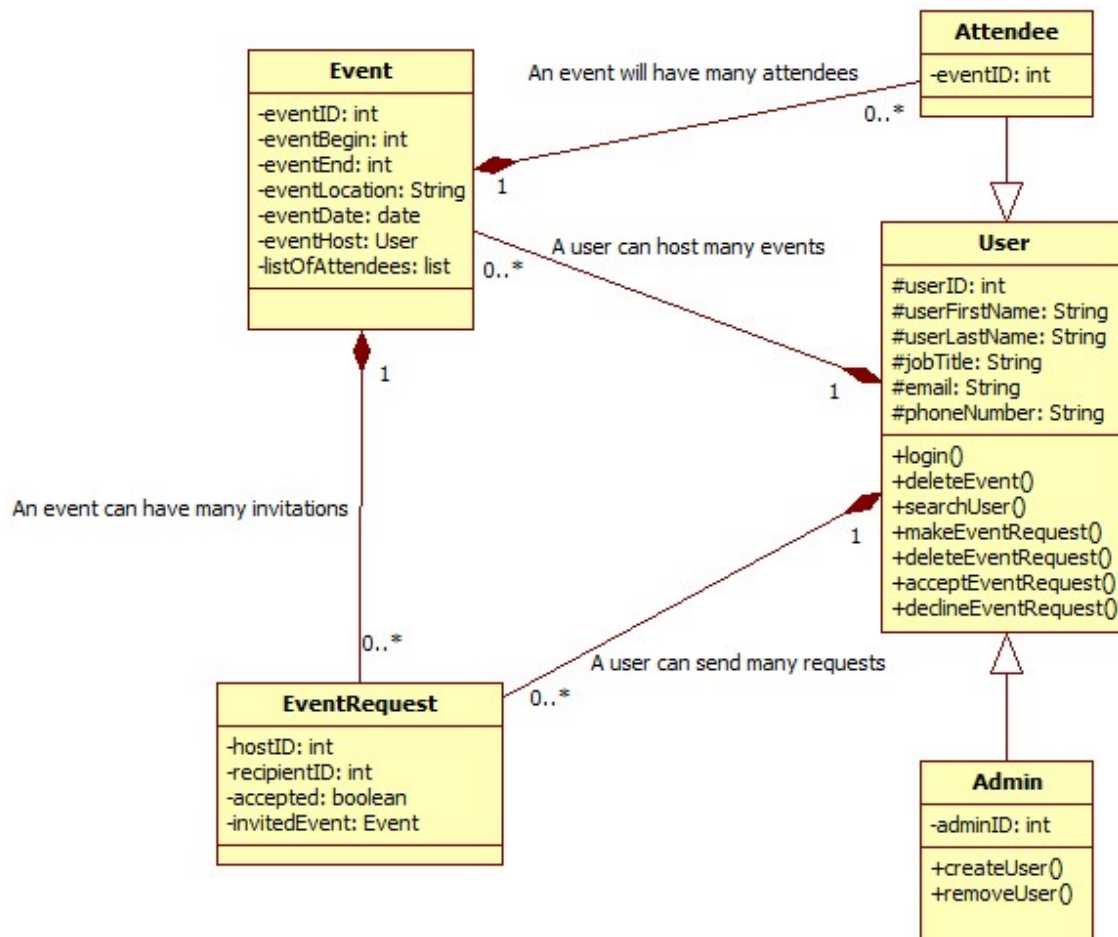 Event
-eventID: int
-eventBegin: int
-eventEnd: int
-eventLocation: String
-eventDate: date
-eventHost: User
-listOfAttendees: list
An event will have many attendees
1
0..*
Attendee
-eventID: int
A user can host many events
0..*
1
User
#userID: int
#userFirstName: String
#userLastName: String
#jobTitle: String
#email: String
#phoneNumber: String
+login()
+deleteEvent()
+searchUser()
+makeEventRequest()
+deleteEventRequest()
+acceptEventRequest()
+declineEventRequest()
1
An event can have many invitations
0..*
1
A user can send many requests
0..*
EventRequest
-hostID: int
-recipientID: int
-accepted: boolean
-invitedEvent: Event
Admin
-adminID: int
+createUser()
+removeUser()